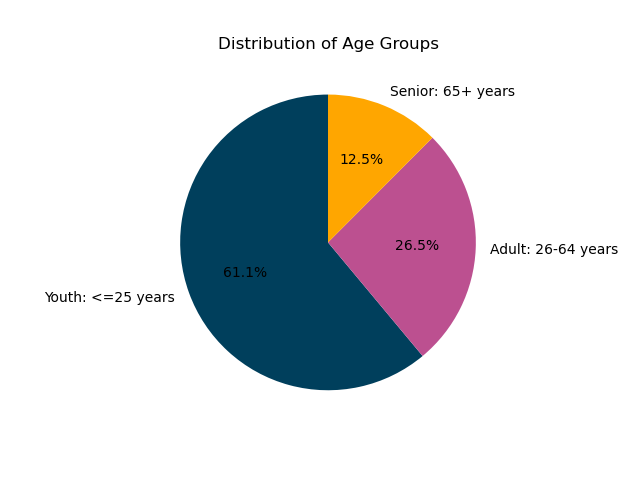 Distribution of Age Groups
Senior: 65+ years
12.5%
26.5%
Adult: 26-64 years
61.1%
Youth: <=25 years